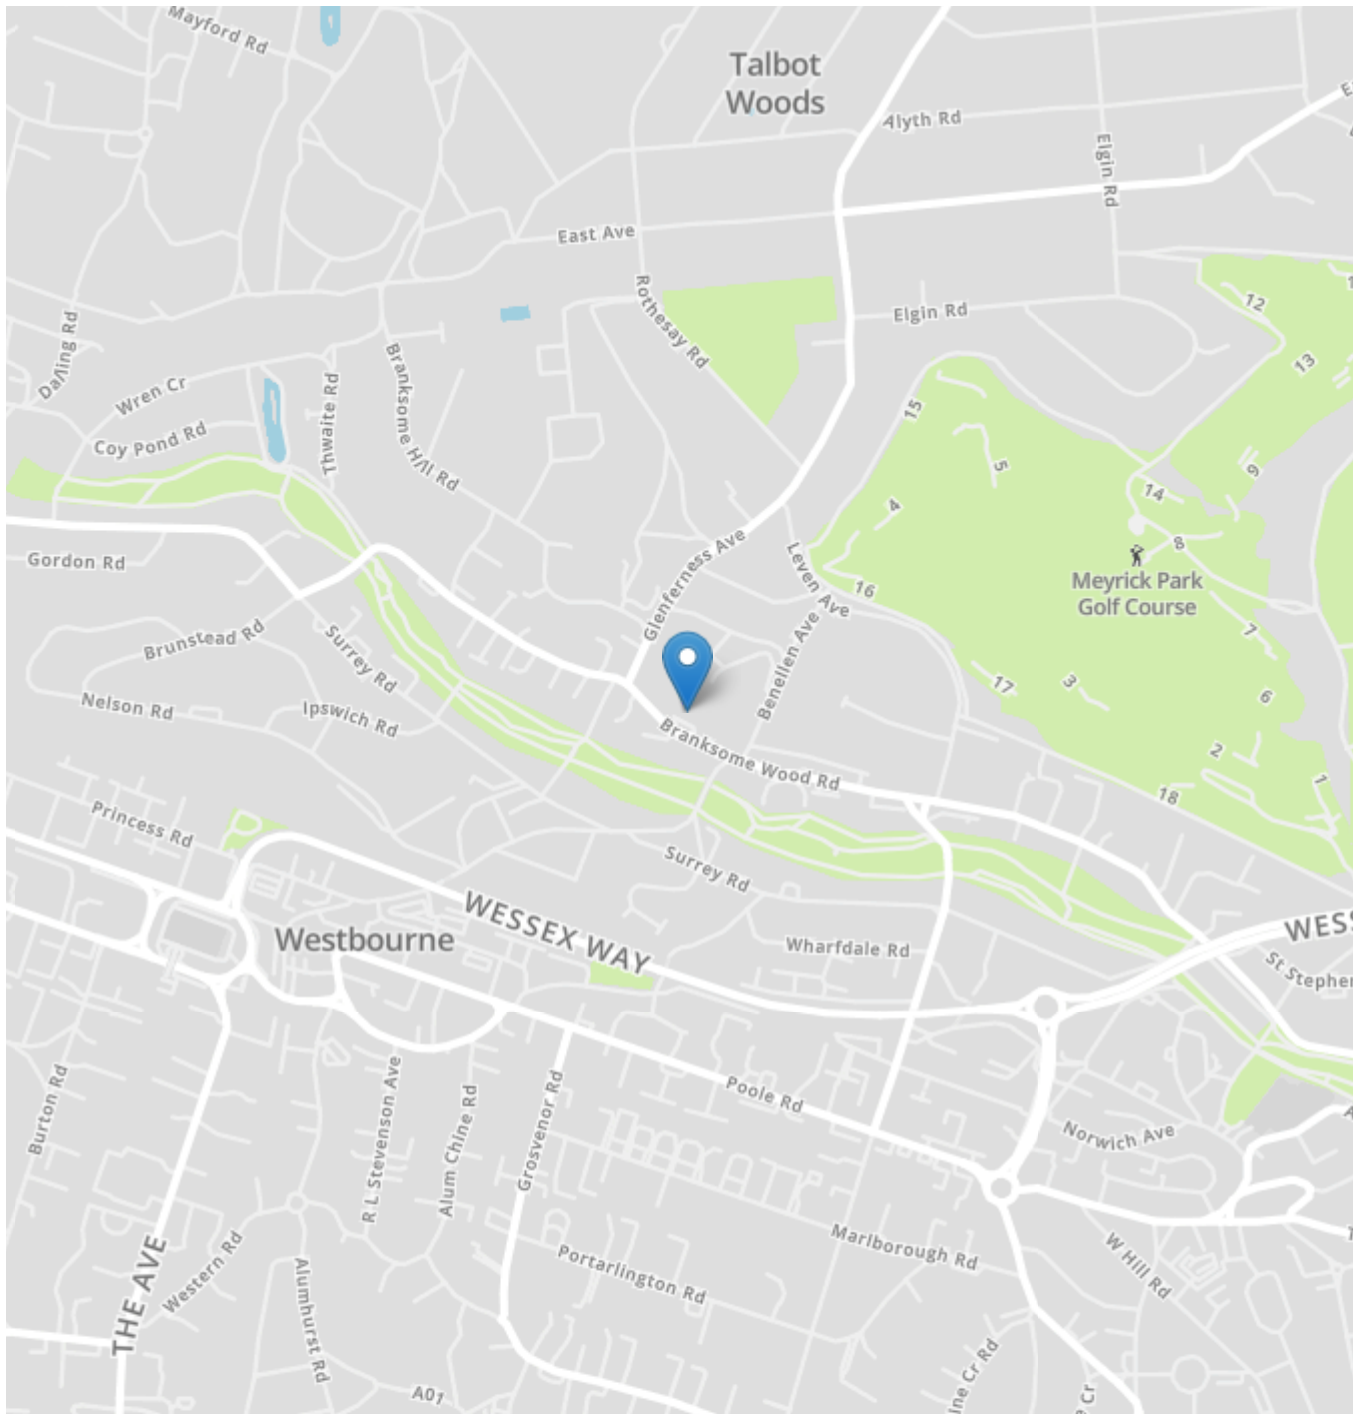 Mayford Rd
Talbot
Woods
Alyth Rd
Elgin Rd
East Ave
Rothesay Rd
Elgin Rd
12
13
Darling Rd
Wren Cr
Thwaite Rd
Branksome Hill Rd
Coy Pond Rd
15
5
9
14
4
8
Gordon Rd
Glenferness Ave
Leven Ave
16
Meyrick Park
Golf Course
7
Brunstead Rd
Surrey Rd
Benellen Ave
17
3
6
Nelson Rd
Ipswich Rd
Branksome Wood Rd
2
1
18
Princess Rd
Surrey Rd
WESSEX WAY
Westbourne
Wharfdale Rd
WESS
St Stephen
Burton Rd
R L Stevenson Ave
Alum Chine Rd
Grosvenor Rd
Poole Rd
Norwich Ave
Marlborough Rd
W Hill Rd
THE AVE
Western Rd
Alumhurst Rd
Portarlington Rd
A01
ine Cr Rd
e Cr